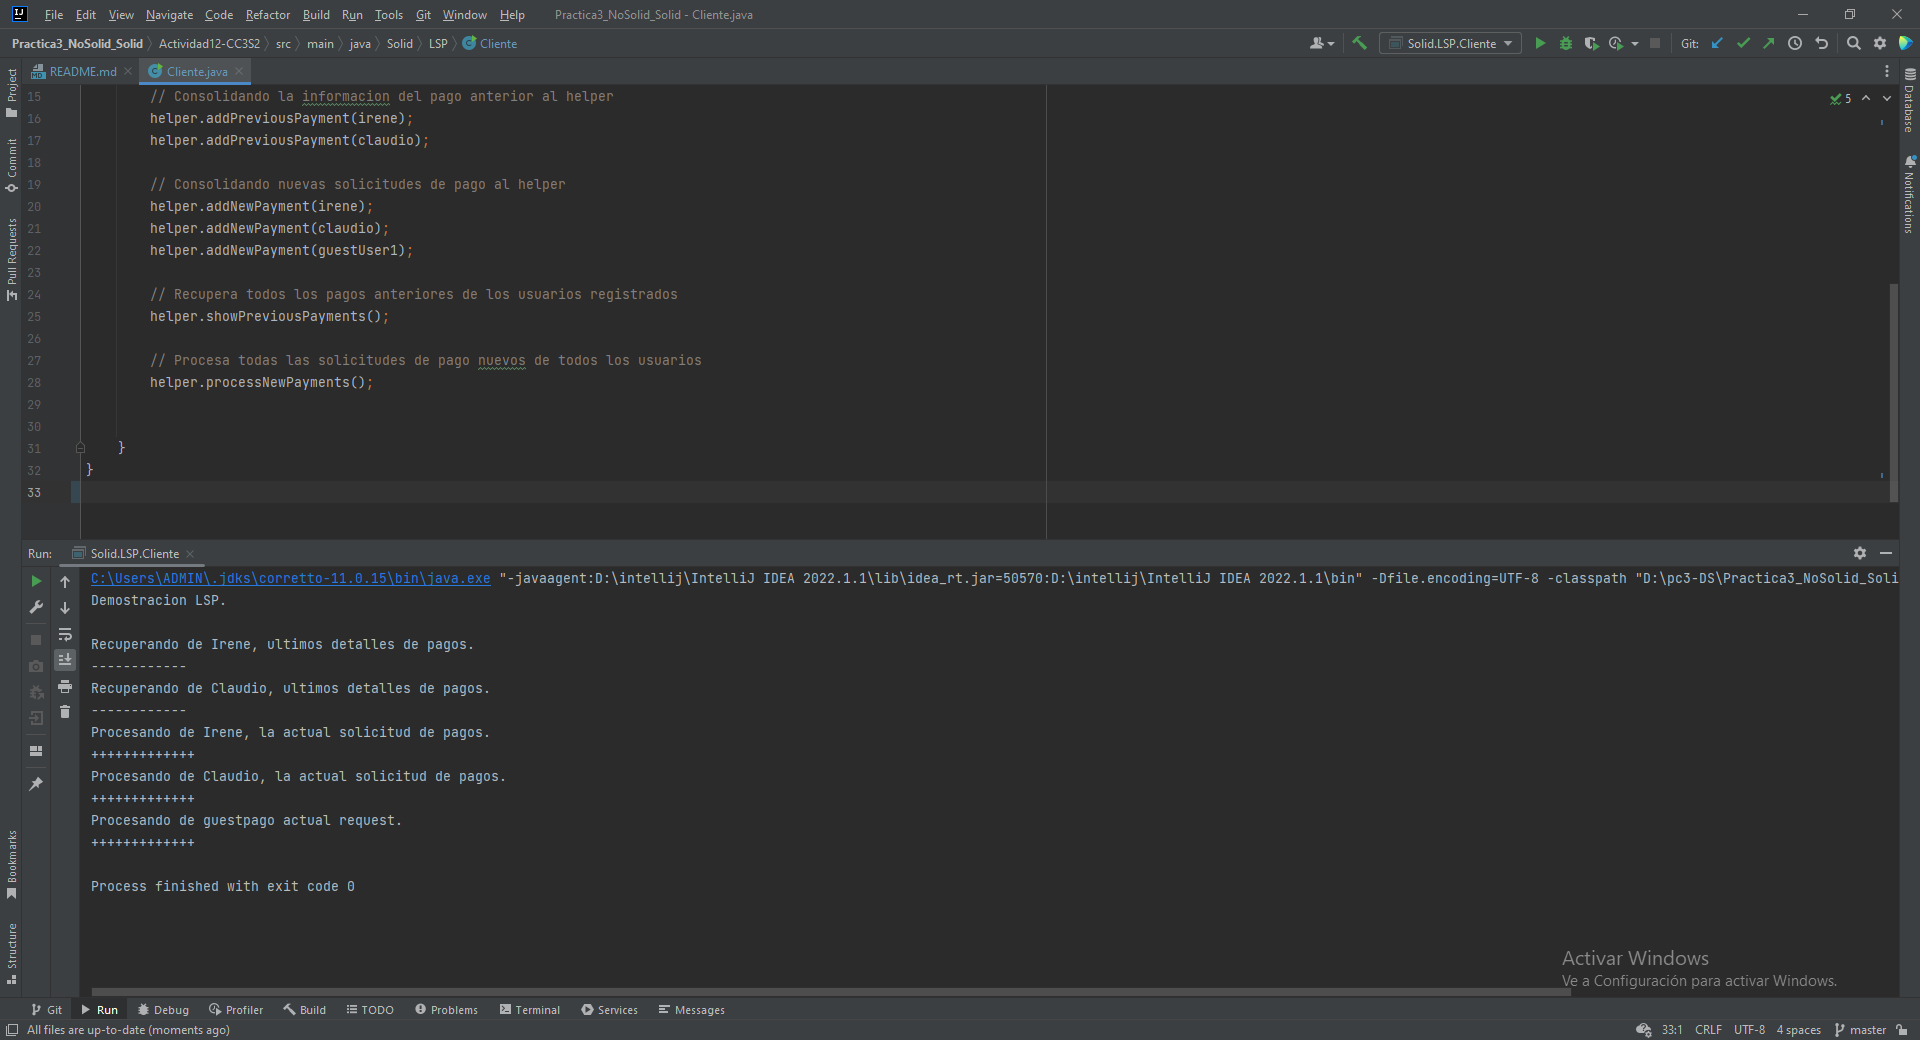 File Edit View Navigate Code Refactor Build Run Tools Git Window Help Practica3_NoSolid_Solid - Cliente.java
Practica3_NoSolid_Solid Actividad12-CC3S2 src main java Solid LSP Cliente Solid.LSP.Cliente Git:
README.md Cliente.java
Project
Commit
Pull Requests
Bookmarks
Structure
Database
Notifications
5
15 // Consolidando la informacion del pago anterior al helper
16 helper.addPreviousPayment(irene);
17 helper.addPreviousPayment(claudio);
18
19 // Consolidando nuevas solicitudes de pago al helper
20 helper.addNewPayment(irene);
21 helper.addNewPayment(claudio);
22 helper.addNewPayment(guestUser1);
23
24 // Recupera todos los pagos anteriores de los usuarios registrados
25 helper.showPreviousPayments();
26
27 // Procesa todas las solicitudes de pago nuevos de todos los usuarios
28 helper.processNewPayments();
29
30
31 }
32 }
33
Run: Solid.LSP.Cliente
C:\Users\ADMIN\.jdks\corretto-11.0.15\bin\java.exe "-javaagent:D:\intellij\IntelliJ IDEA 2022.1.1\lib\idea_rt.jar=50570:D:\intellij\IntelliJ IDEA 2022.1.1\bin" -Dfile.encoding=UTF-8 -classpath "D:\pc3-DS\Practica3_NoSolid_Soli
Demostracion LSP.
Recuperando de Irene, ultimos detalles de pagos.
------------
Recuperando de Claudio, ultimos detalles de pagos.
------------
Procesando de Irene, la actual solicitud de pagos.
+++++++++++++
Procesando de Claudio, la actual solicitud de pagos.
+++++++++++++
Procesando de guestpago actual request.
+++++++++++++
Process finished with exit code 0
Activar Windows
Ve a Configuración para activar Windows.
Git Run Debug Profiler Build TODO Problems Terminal Services Messages
All files are up-to-date (moments ago) 33:1 CRLF UTF-8 4 spaces master